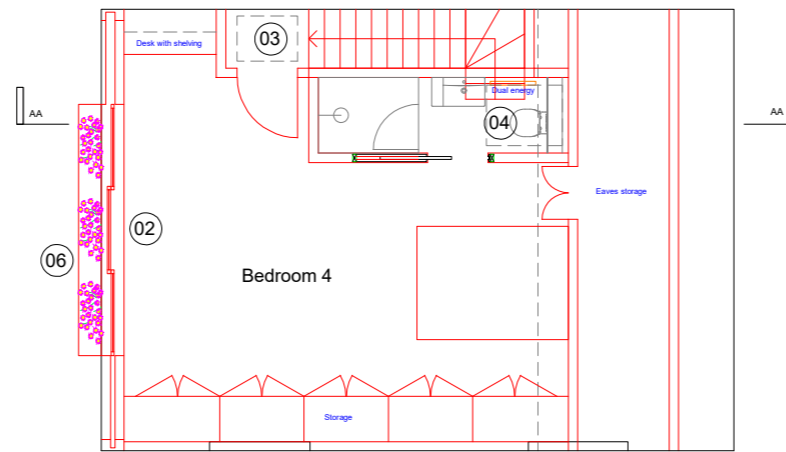 Desk with shelving
03
Dual energy
04
AA
AA
Eaves storage
02
06
Bedroom 4
Storage